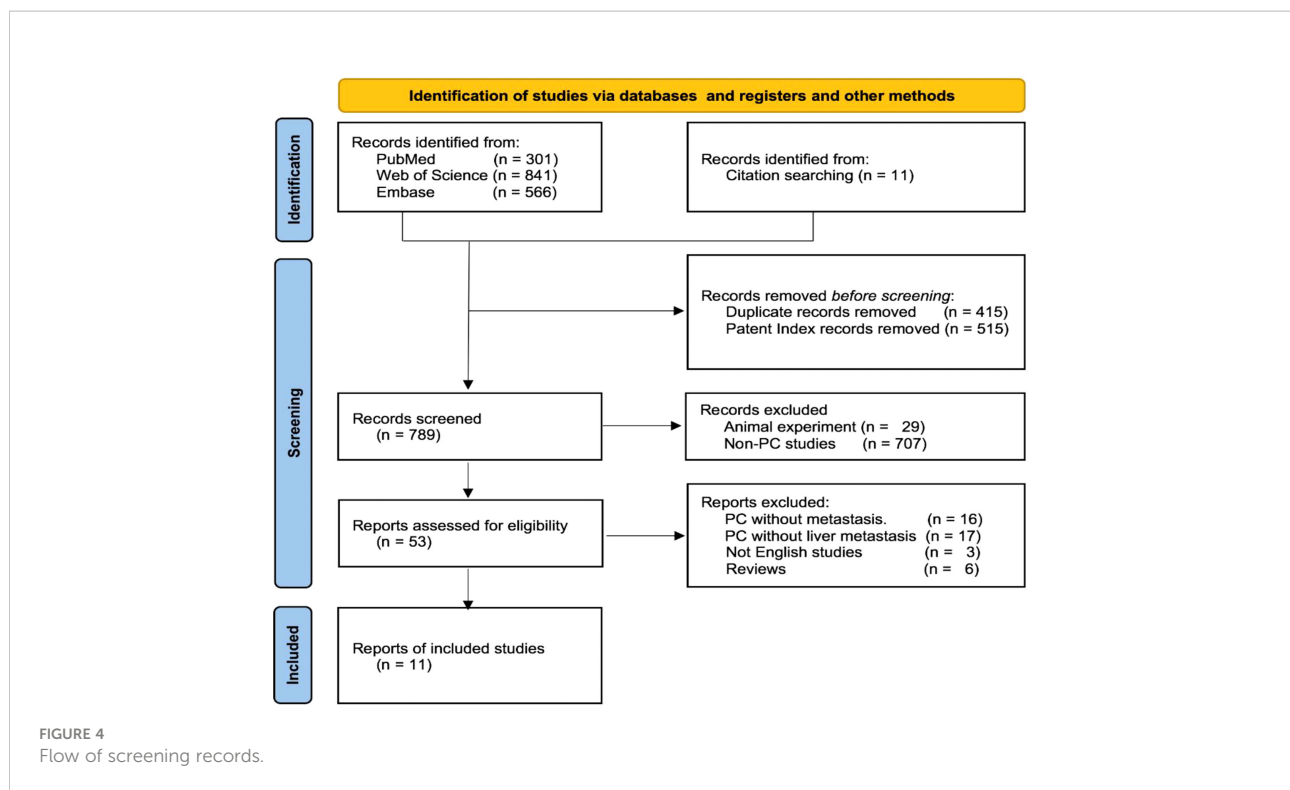 Identification of studies via databases and registers and other methods
Identification
Records identified from:
PubMed (n = 301)
Web of Science (n = 841)
Embase (n = 566)
Records identified from:
Citation searching (n = 11)
Screening
Records removed before screening:
Duplicate records removed (n = 415)
Patent Index records removed (n = 515)
Records screened
(n = 789)
Records excluded
Animal experiment (n = 29)
Non-PC studies (n = 707)
Reports assessed for eligibility
(n = 53)
Reports excluded:
PC without metastasis. (n = 16)
PC without liver metastasis (n = 17)
Not English studies (n = 3)
Reviews (n = 6)
Included
Reports of included studies
(n = 11)
FIGURE 4
Flow of screening records.